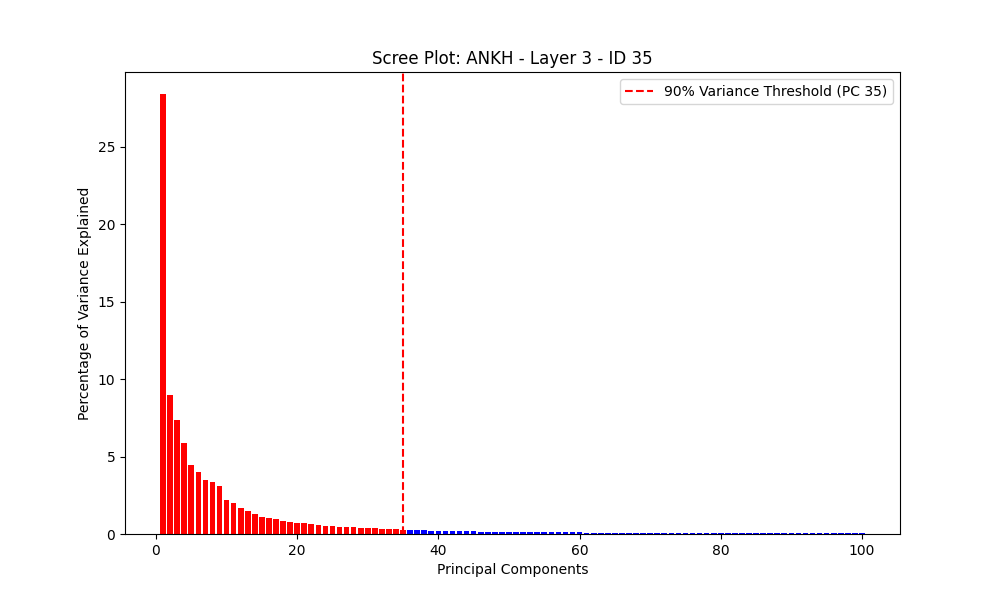 Scree Plot: ANKH - Layer 3 - ID 35
90% Variance Threshold (PC 35)
Percentage of Variance Explained
25
20
15
10
5
0
0 20 40 60 80 100
Principal Components